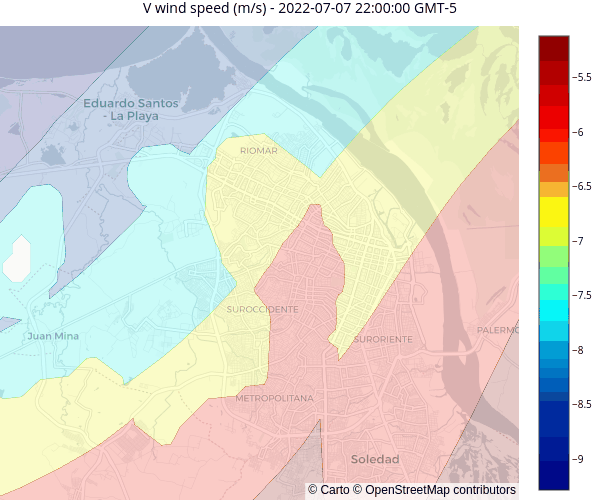 V wind speed (m/s) - 2022-07-07 22:00:00 GMT-5
Eduardo Santos
- La Playa
RIOMAR
SUROCCIDENTE
Juan Mina
SURORIENTE
PALERMO
METROPOLITANA
Soledad
© Carto © OpenStreetMap contributors
−5.5
−6
−6.5
−7
−7.5
−8
−8.5
−9